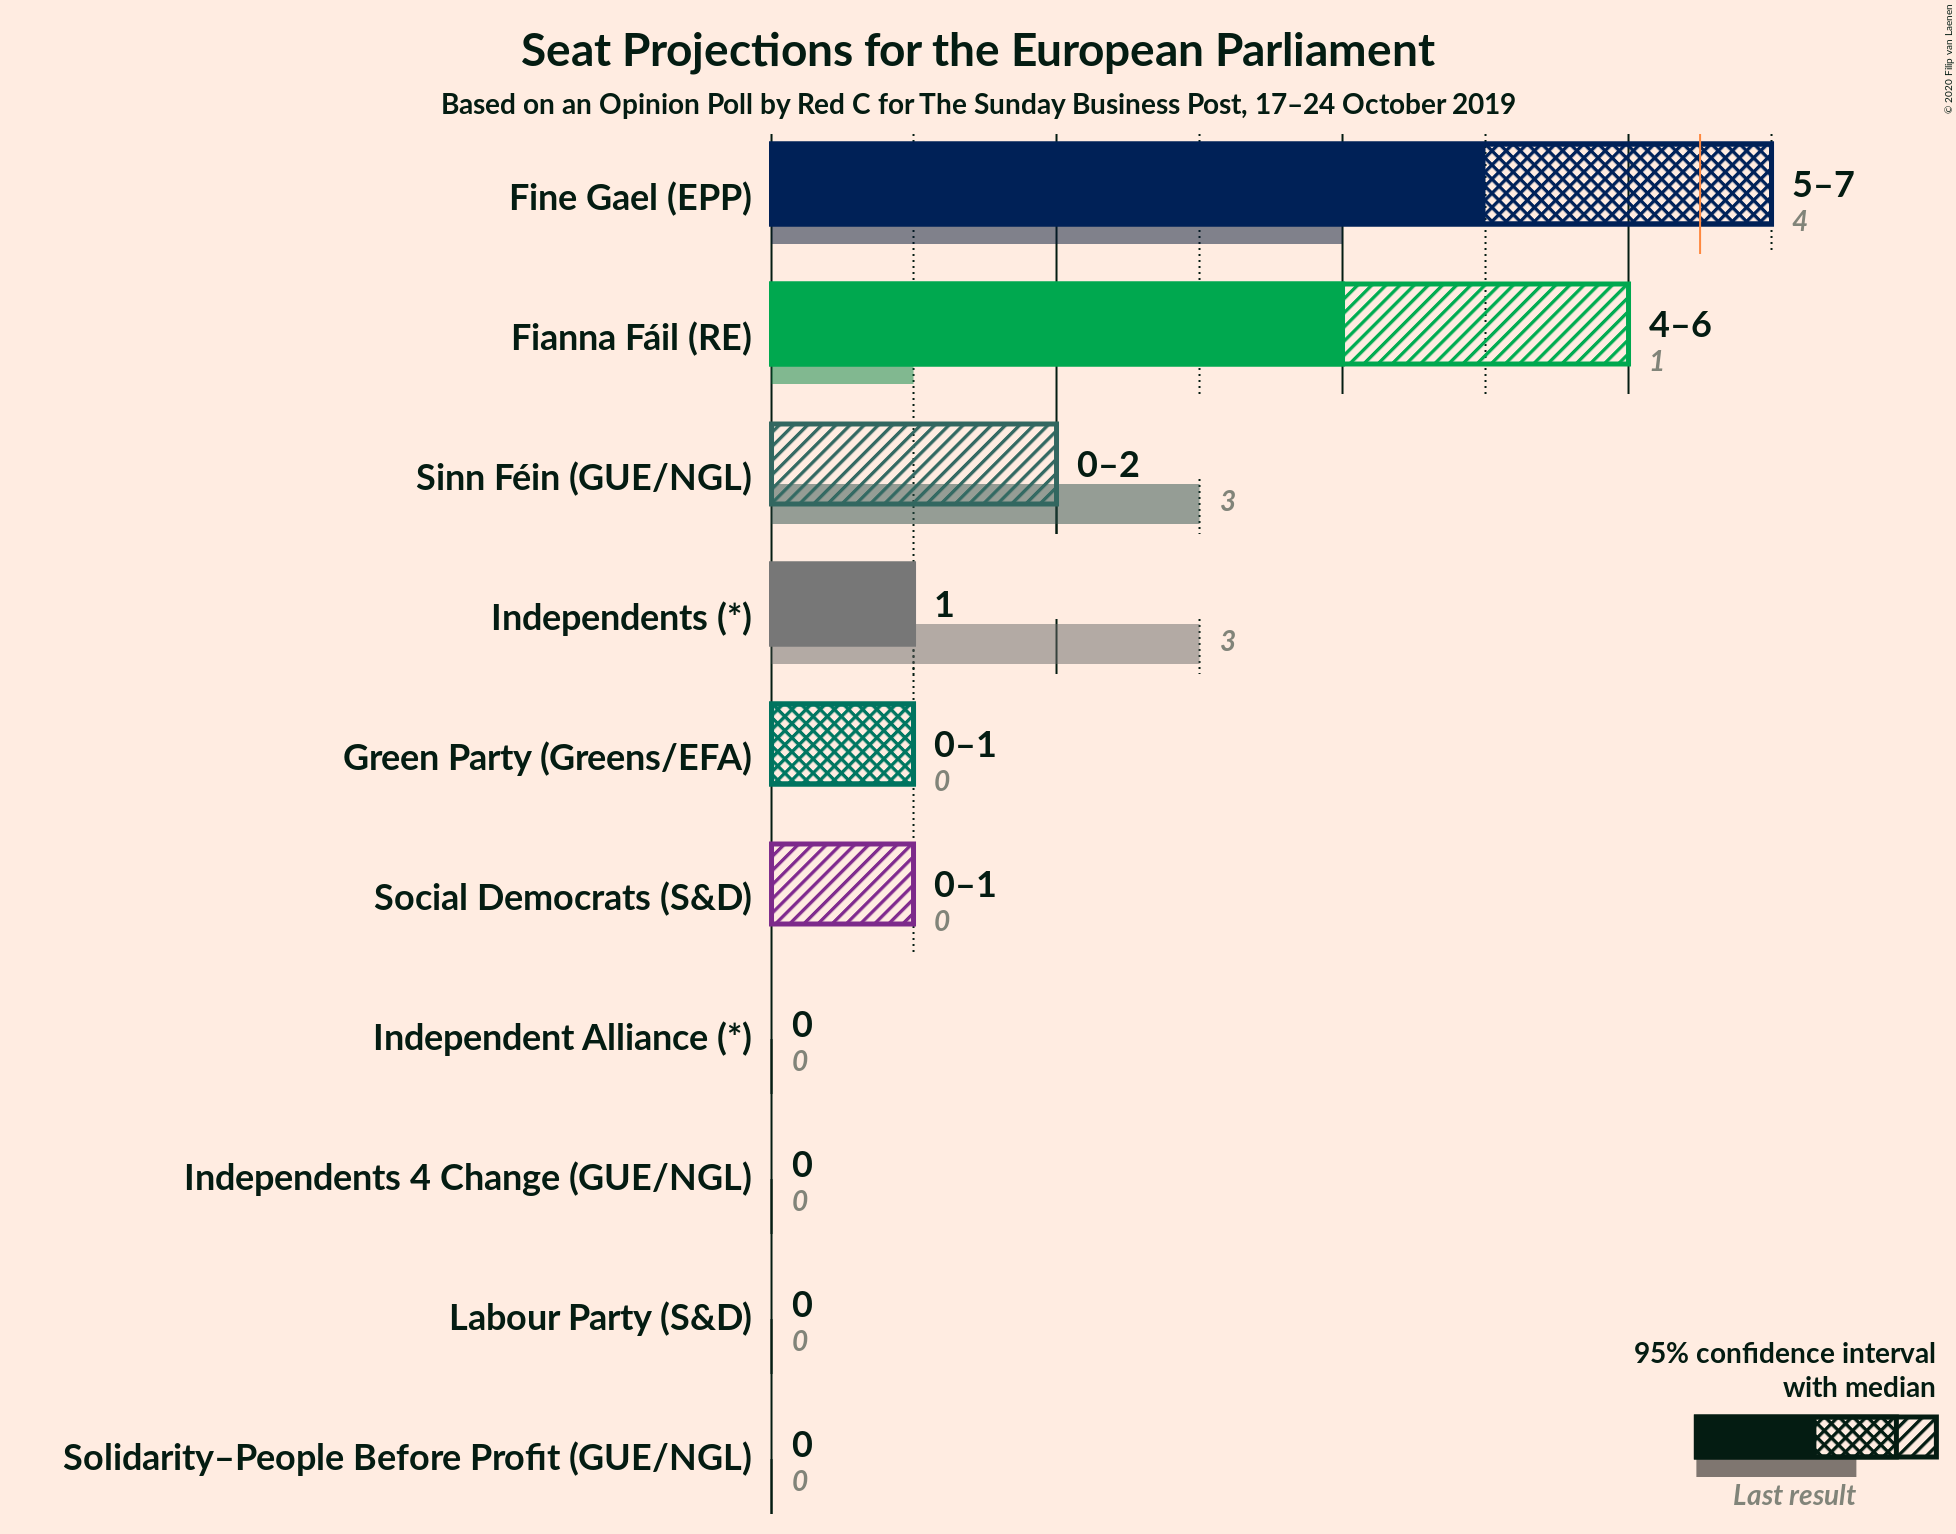 Seat Projections for the European Parliament
Based on an Opinion Poll by Red C for The Sunday Business Post, 17–24 October 2019
© 2020 Filip van Laenen
Fine Gael (EPP)
5–7
4
Fianna Fáil (RE)
4–6
1
Sinn Féin (GUE/NGL)
0–2
3
Independents (*)
1
3
Green Party (Greens/EFA)
0–1
0
Social Democrats (S&D)
0–1
0
Independent Alliance (*)
0
0
Independents 4 Change (GUE/NGL)
0
0
Labour Party (S&D)
0
0
Solidarity–People Before Profit (GUE/NGL)
0
0
95% confidence interval
with median
Last result